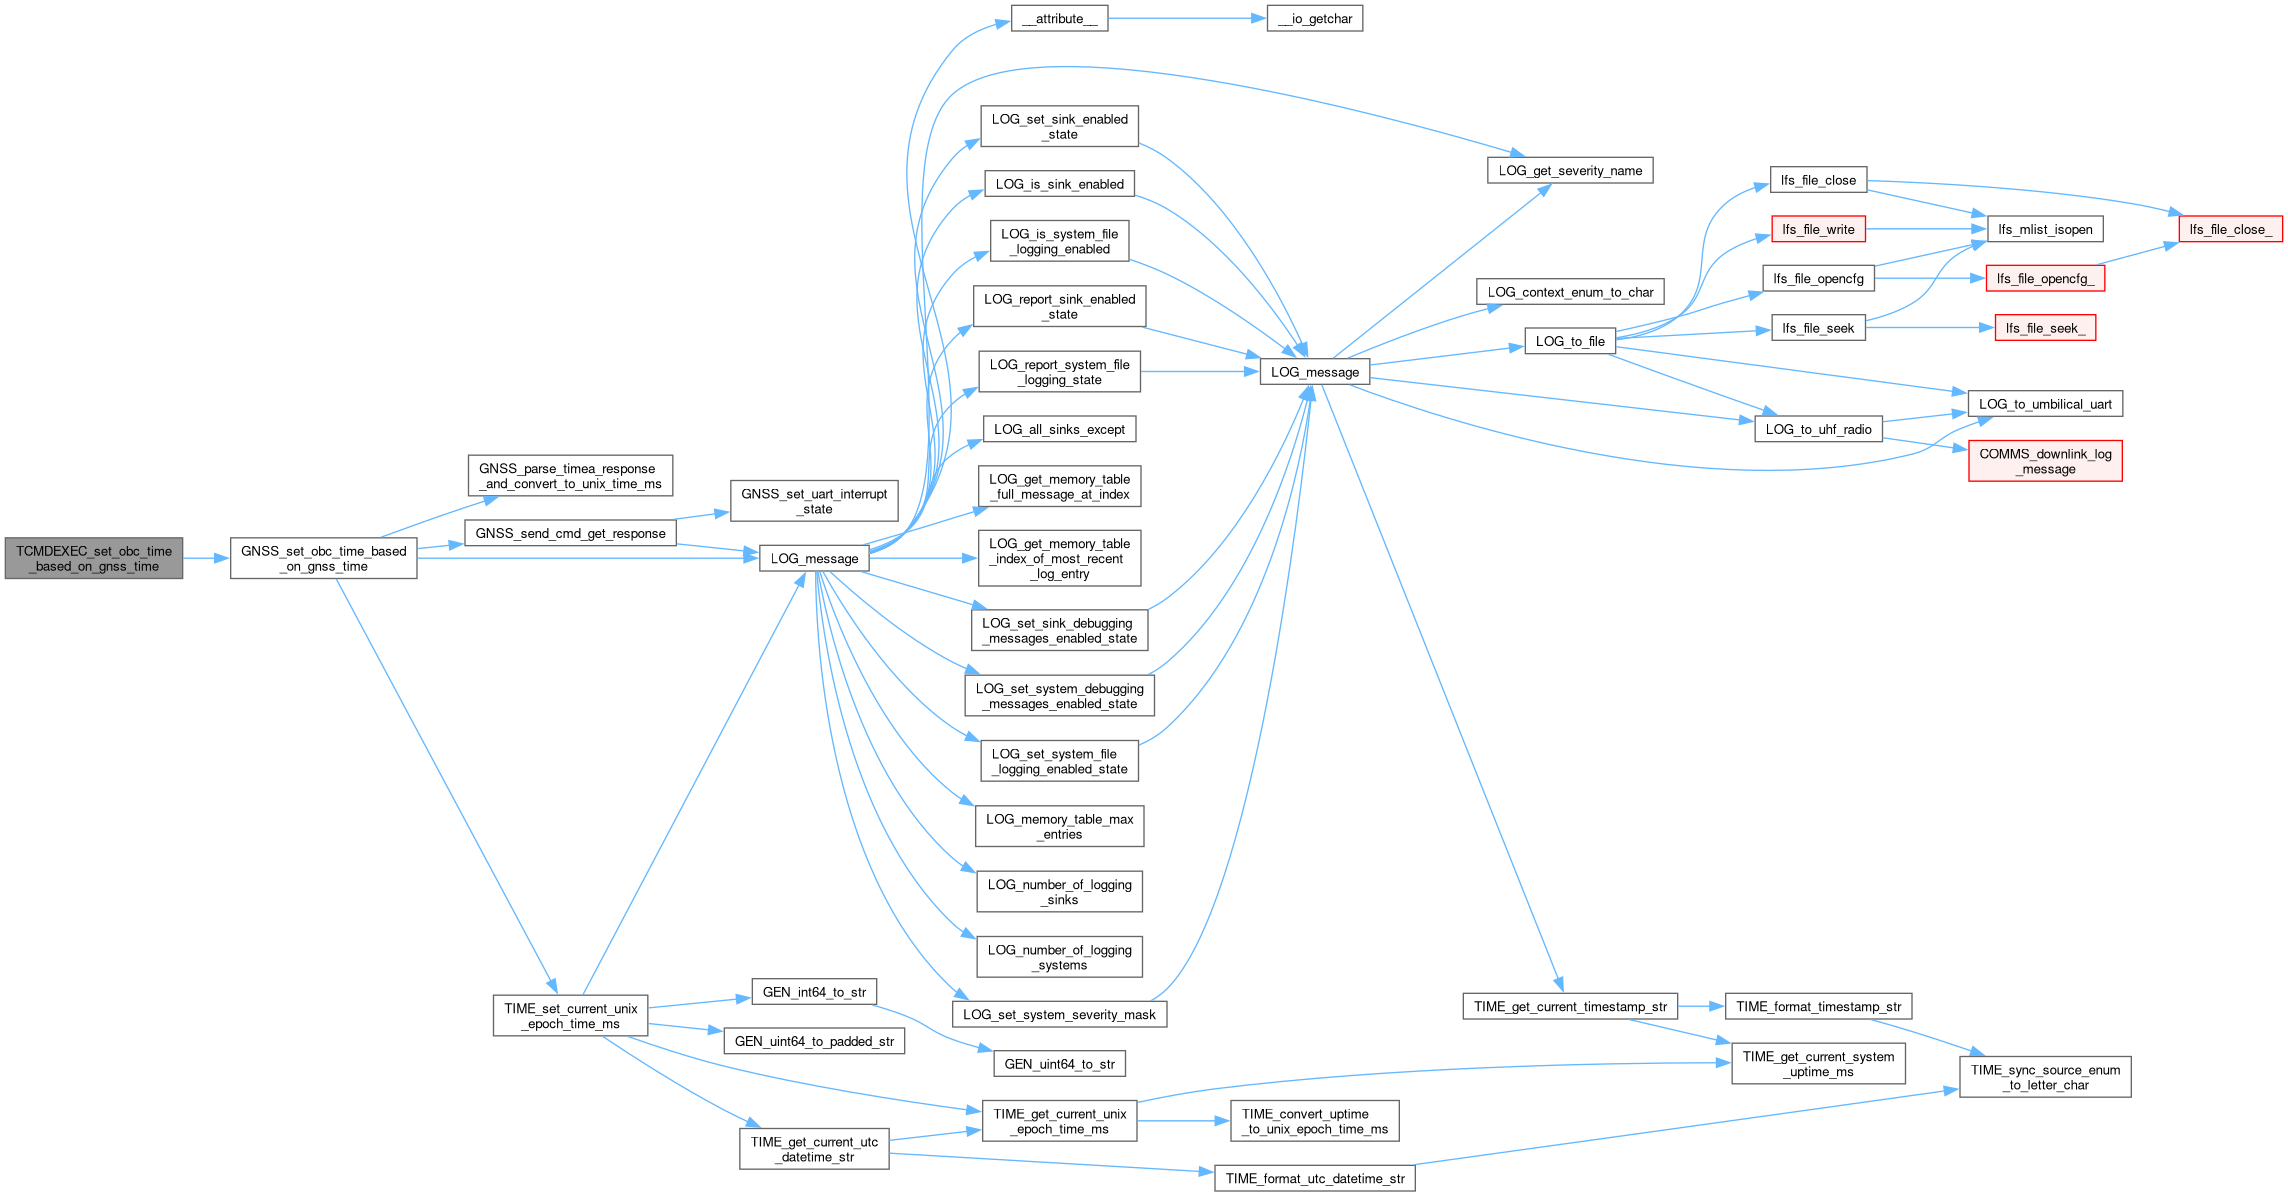 TCMDEXEC_set_obc_time
_based_on_gnss_time
GNSS_set_obc_time_based
_on_gnss_time
GNSS_parse_timea_response
_and_convert_to_unix_time_ms
GNSS_send_cmd_get_response
GNSS_set_uart_interrupt
_state
LOG_message
__attribute__
__io_getchar
LOG_set_sink_enabled
_state
LOG_is_sink_enabled
LOG_is_system_file
_logging_enabled
LOG_report_sink_enabled
_state
LOG_report_system_file
_logging_state
LOG_all_sinks_except
LOG_get_memory_table
_full_message_at_index
LOG_get_memory_table
_index_of_most_recent
_log_entry
LOG_set_sink_debugging
_messages_enabled_state
LOG_set_system_debugging
_messages_enabled_state
LOG_set_system_file
_logging_enabled_state
LOG_memory_table_max
_entries
LOG_number_of_logging
_sinks
LOG_number_of_logging
_systems
LOG_set_system_severity_mask
LOG_message
LOG_get_severity_name
LOG_context_enum_to_char
LOG_to_file
lfs_file_close
lfs_file_write
lfs_file_opencfg
lfs_file_seek
lfs_mlist_isopen
lfs_file_close_
lfs_file_opencfg_
lfs_file_seek_
LOG_to_umbilical_uart
LOG_to_uhf_radio
COMMS_downlink_log
_message
TIME_set_current_unix
_epoch_time_ms
GEN_int64_to_str
GEN_uint64_to_padded_str
GEN_uint64_to_str
TIME_get_current_utc
_datetime_str
TIME_get_current_unix
_epoch_time_ms
TIME_convert_uptime
_to_unix_epoch_time_ms
TIME_format_utc_datetime_str
TIME_get_current_timestamp_str
TIME_format_timestamp_str
TIME_get_current_system
_uptime_ms
TIME_sync_source_enum
_to_letter_char